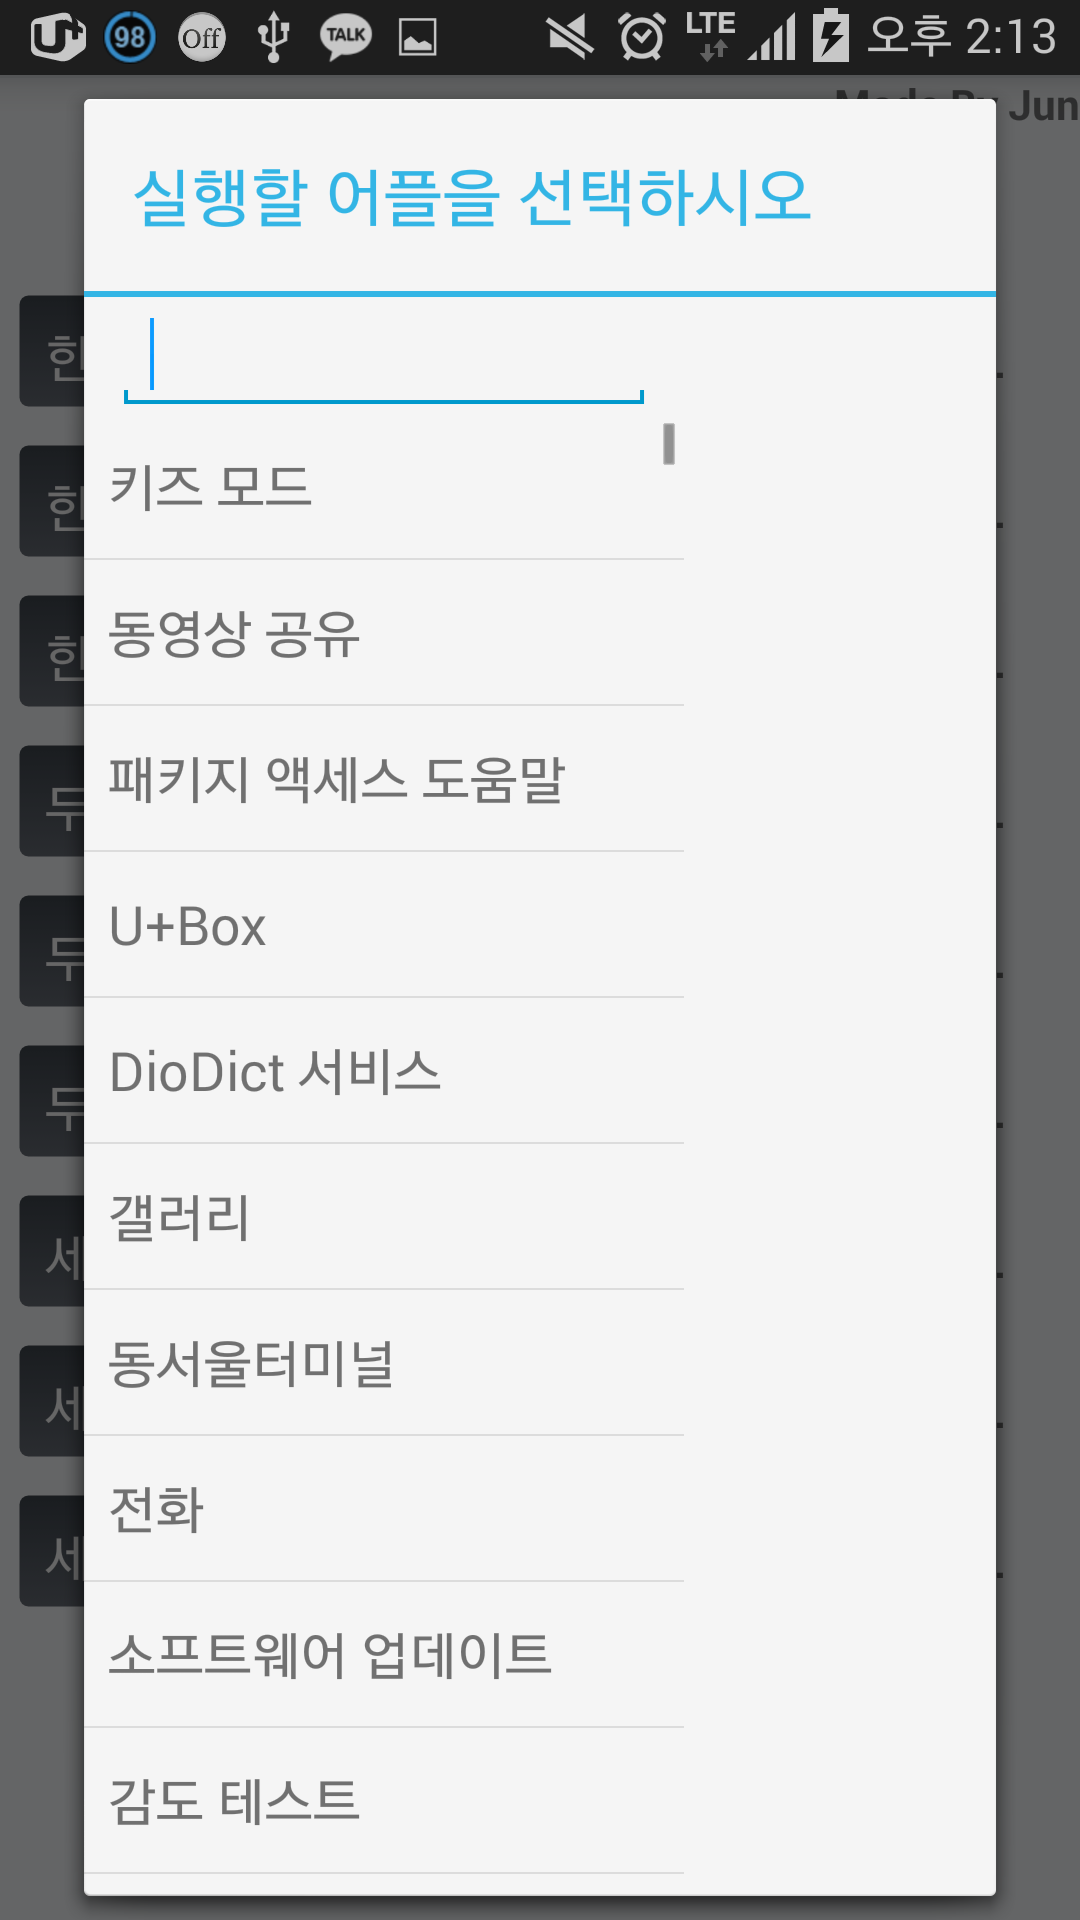 U+ 98 Off TALK LTE 오후 2:13
Jun
실행할 어플을 선택하시오
키즈 모드
동영상 공유
패키지 액세스 도움말
U+Box
DioDict 서비스
갤러리
동서울터미널
전화
소프트웨어 업데이트
감도 테스트